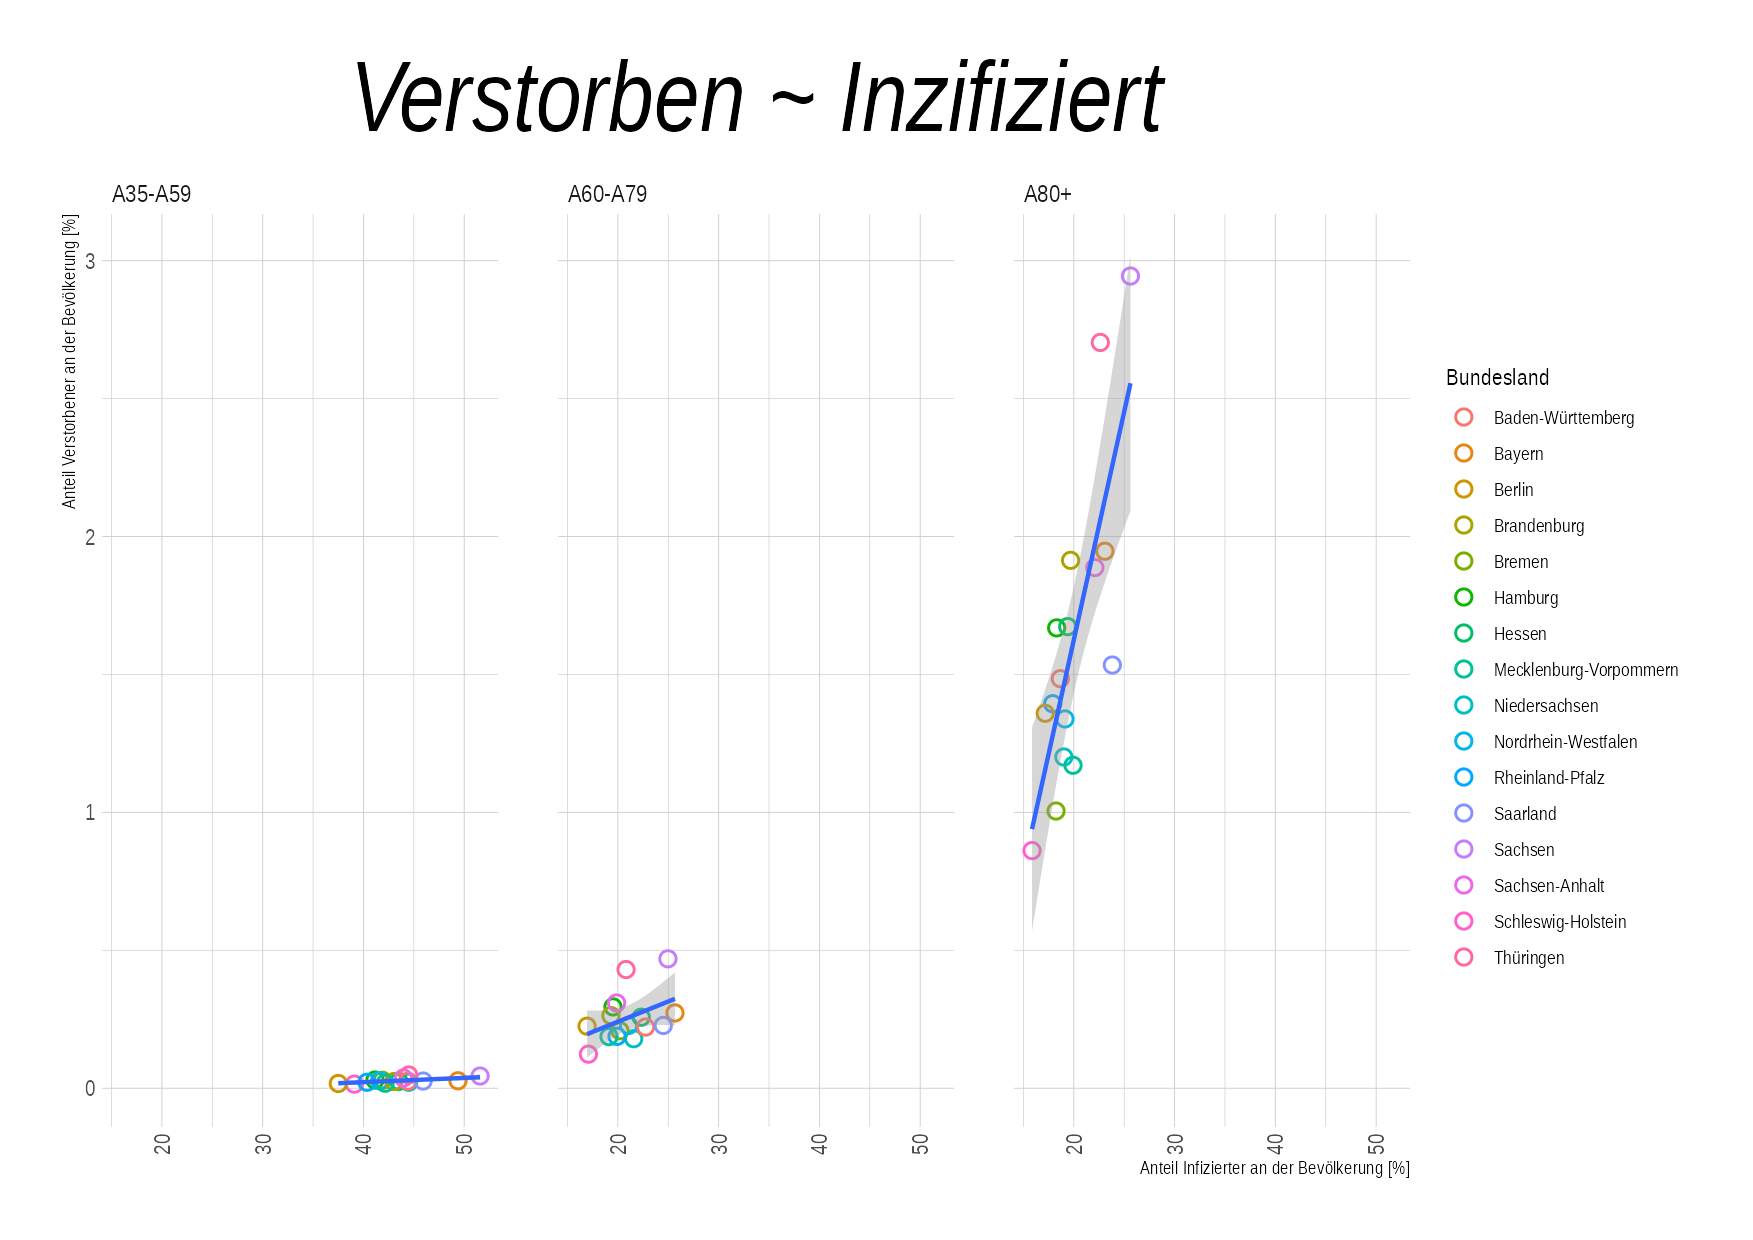 Verstorben ~ Inzifiziert
A35-A59
A60-A79
A80+
Anteil Verstorbener an der Bevölkerung [%]
3
2
1
0
20 30 40 50
20 30 40 50
20 30 40 50
Anteil Infizierter an der Bevölkerung [%]
Bundesland
Baden-Württemberg
Bayern
Berlin
Brandenburg
Bremen
Hamburg
Hessen
Mecklenburg-Vorpommern
Niedersachsen
Nordrhein-Westfalen
Rheinland-Pfalz
Saarland
Sachsen
Sachsen-Anhalt
Schleswig-Holstein
Thüringen